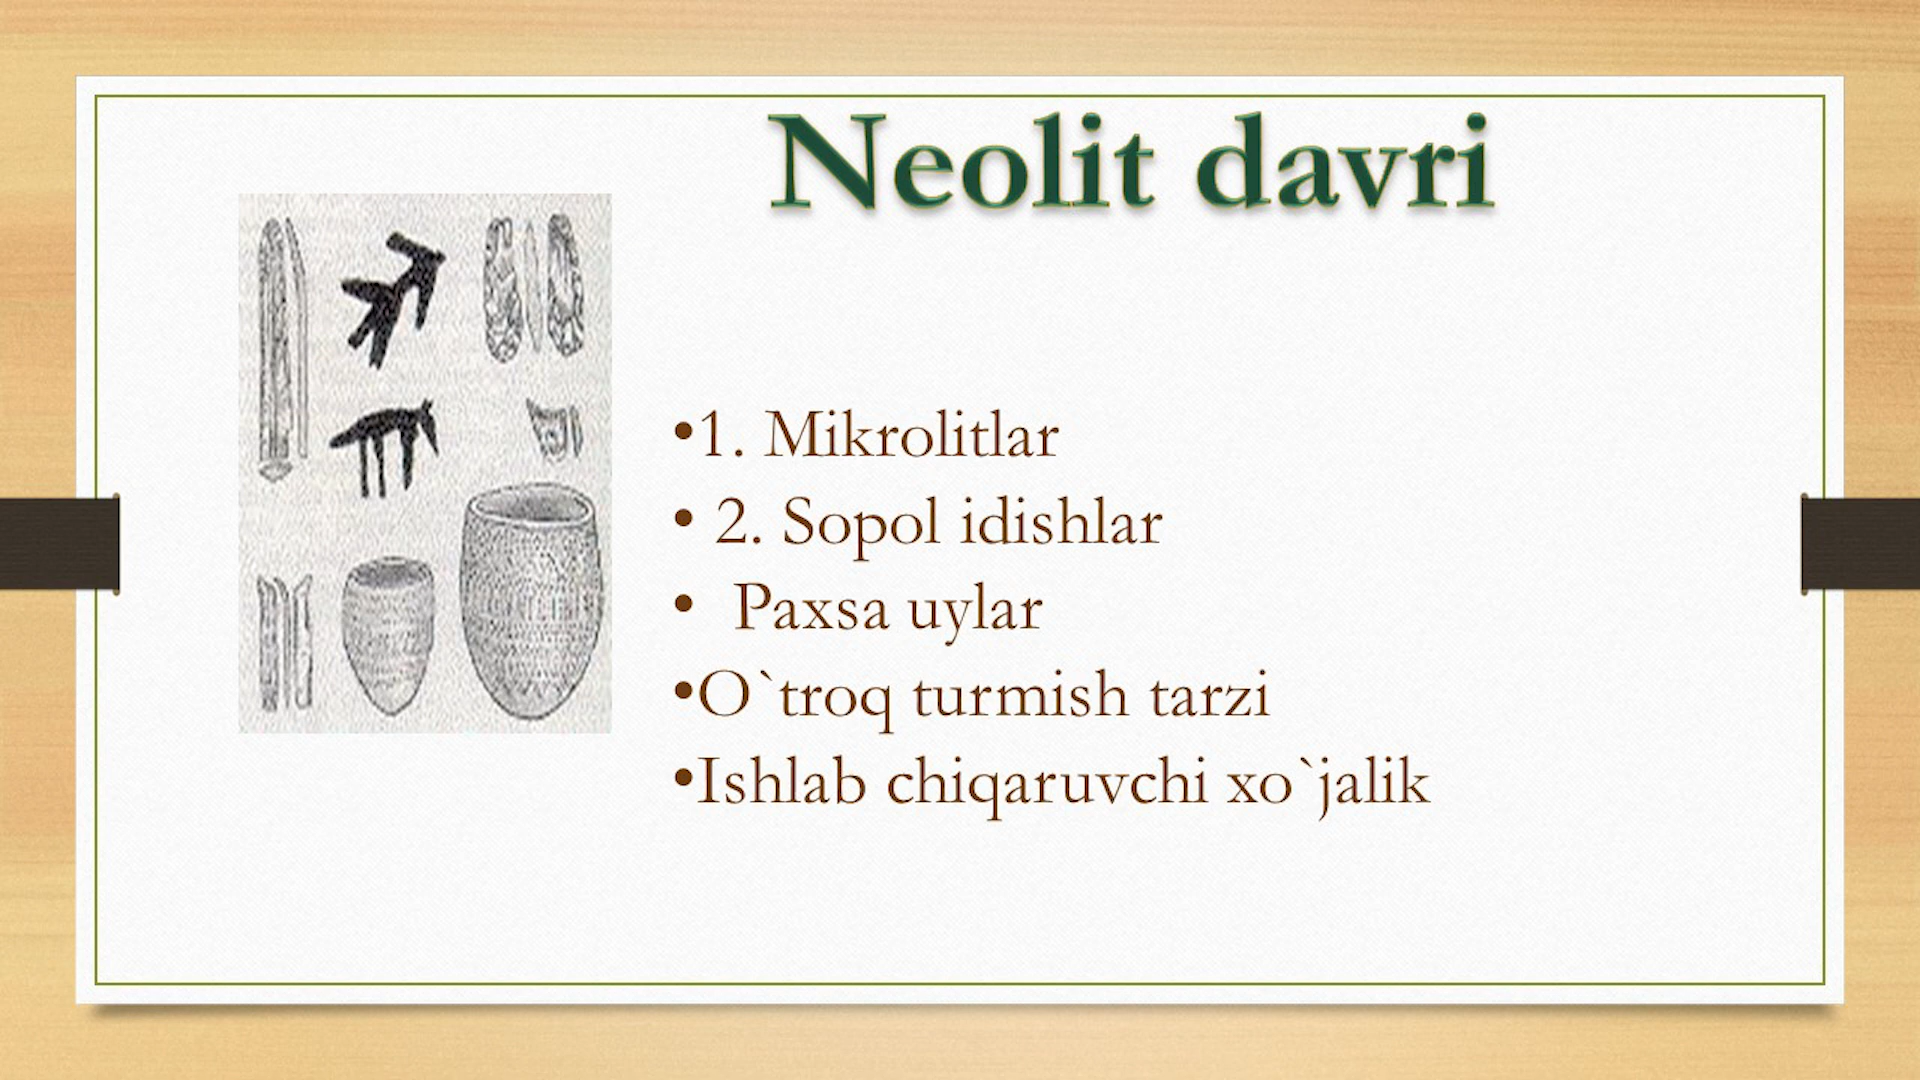 Neolit davri
•1. Mikrolitlar
• 2. Sopol idishlar
• Paxsa uylar
•O`troq turmish tarzi
•Ishlab chiqaruvchi xo`jalik